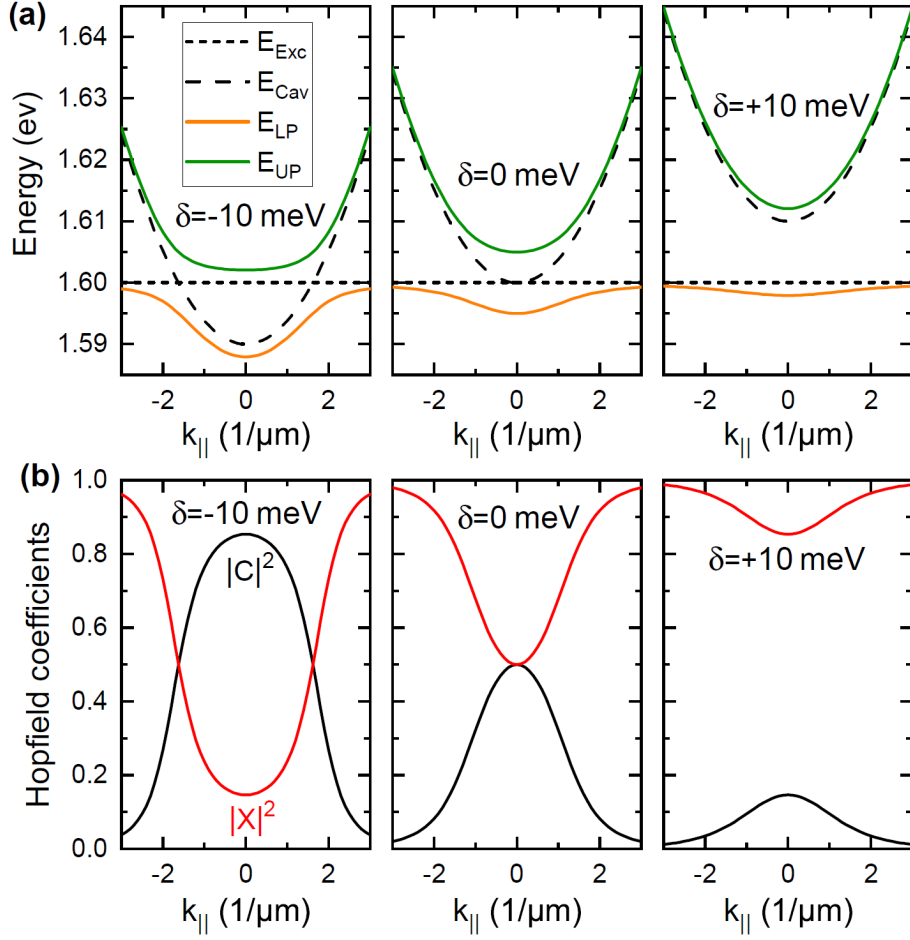 (a)
E_Exc
E_Cav
E_LP
E_UP
δ=-10 meV
δ=0 meV
δ=+10 meV
Energy (ev)
1.64
1.63
1.62
1.61
1.60
1.59
-2 0 2
-2 0 2
-2 0 2
k_|| (1/µm)
k_|| (1/µm)
k_|| (1/µm)
(b)
δ=-10 meV
|C|²
|X|²
δ=0 meV
δ=+10 meV
Hopfield coefficients
1.0
0.8
0.6
0.4
0.2
0.0
-2 0 2
-2 0 2
-2 0 2
k_|| (1/µm)
k_|| (1/µm)
k_|| (1/µm)